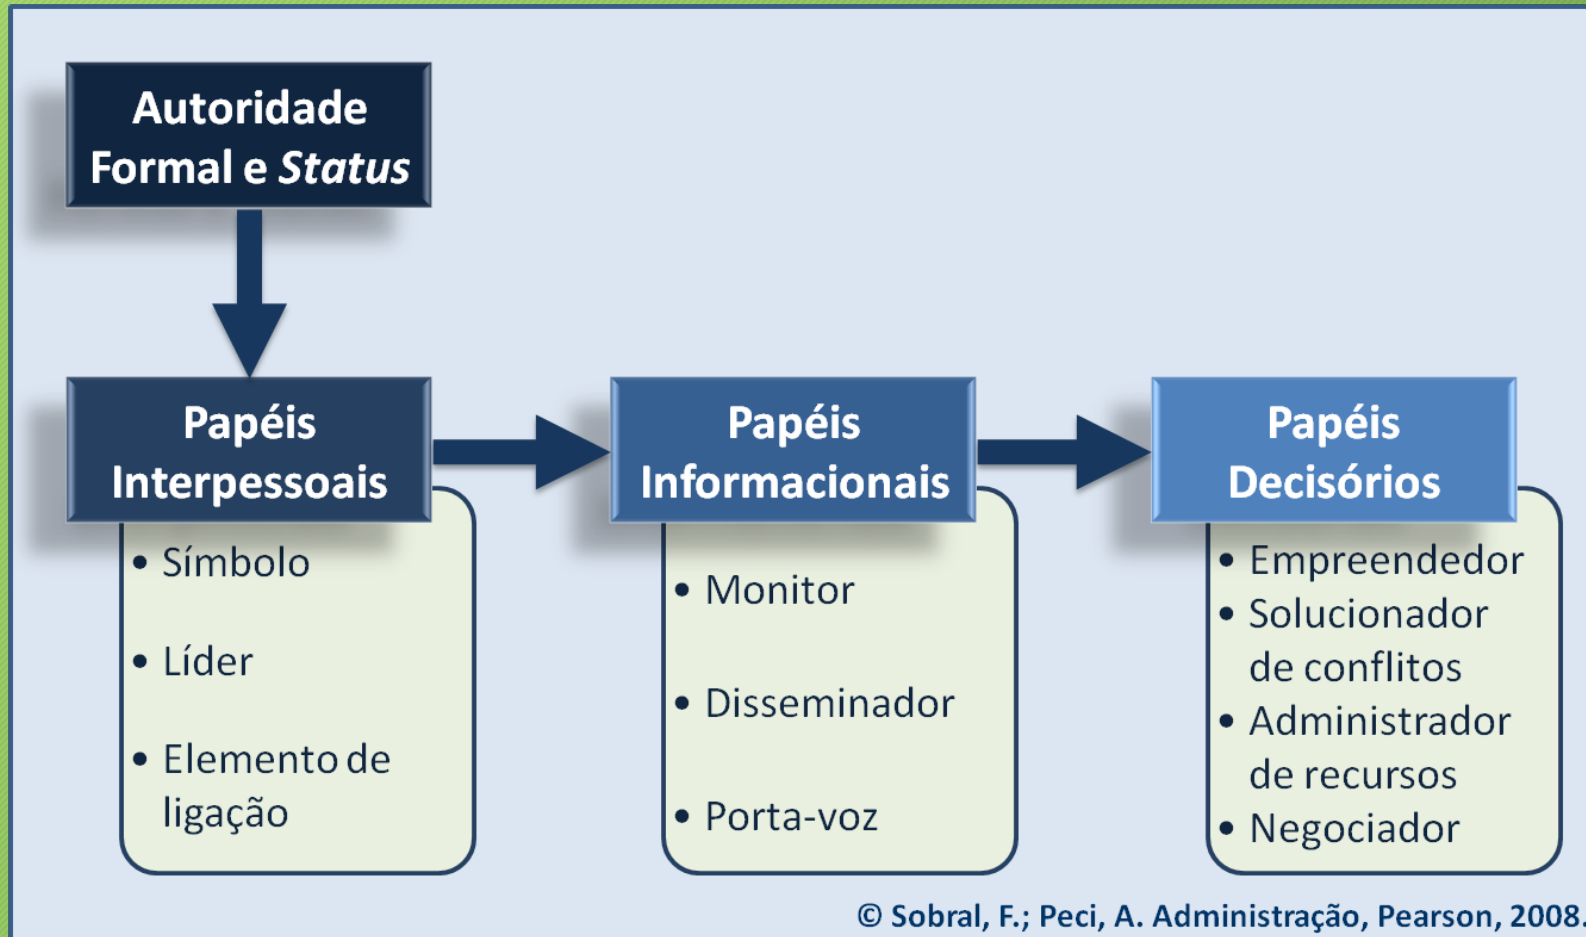 Autoridade
Formal e Status
Papéis
Interpessoais
• Símbolo
• Líder
• Elemento de
ligação
Papéis
Informacionais
• Monitor
• Disseminador
• Porta-voz
Papéis
Decisórios
• Empreendedor
• Solucionador
de conflitos
• Administrador
de recursos
• Negociador
© Sobral, F.; Peci, A. Administração, Pearson, 2008.